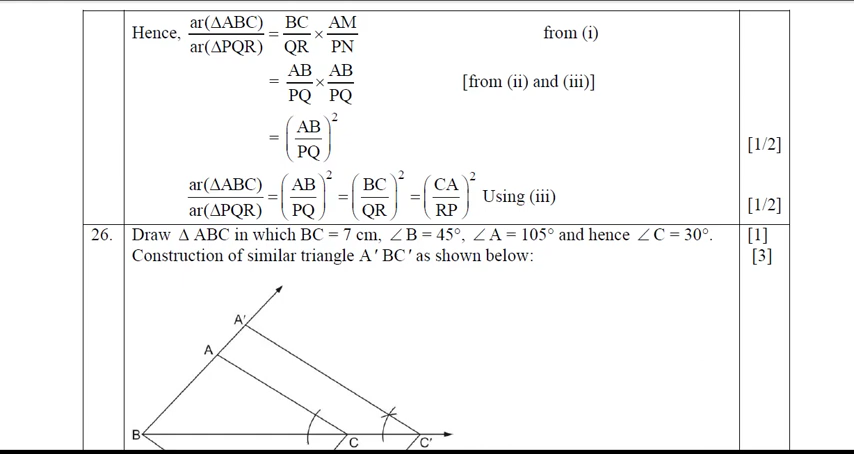 Hence, ar(ΔABC)/ar(ΔPQR) = BC/QR × AM/PN from (i)
= AB/PQ × AB/PQ [from (ii) and (iii)]
= (AB/PQ)² [1/2]
ar(ΔABC)/ar(ΔPQR) = (AB/PQ)² = (BC/QR)² = (CA/RP)² Using (iii) [1/2]
26. Draw Δ ABC in which BC = 7 cm, ∠B = 45°, ∠A = 105° and hence ∠C = 30°. [1]
Construction of similar triangle A′BC′ as shown below: [3]
A′
A
B
C C′